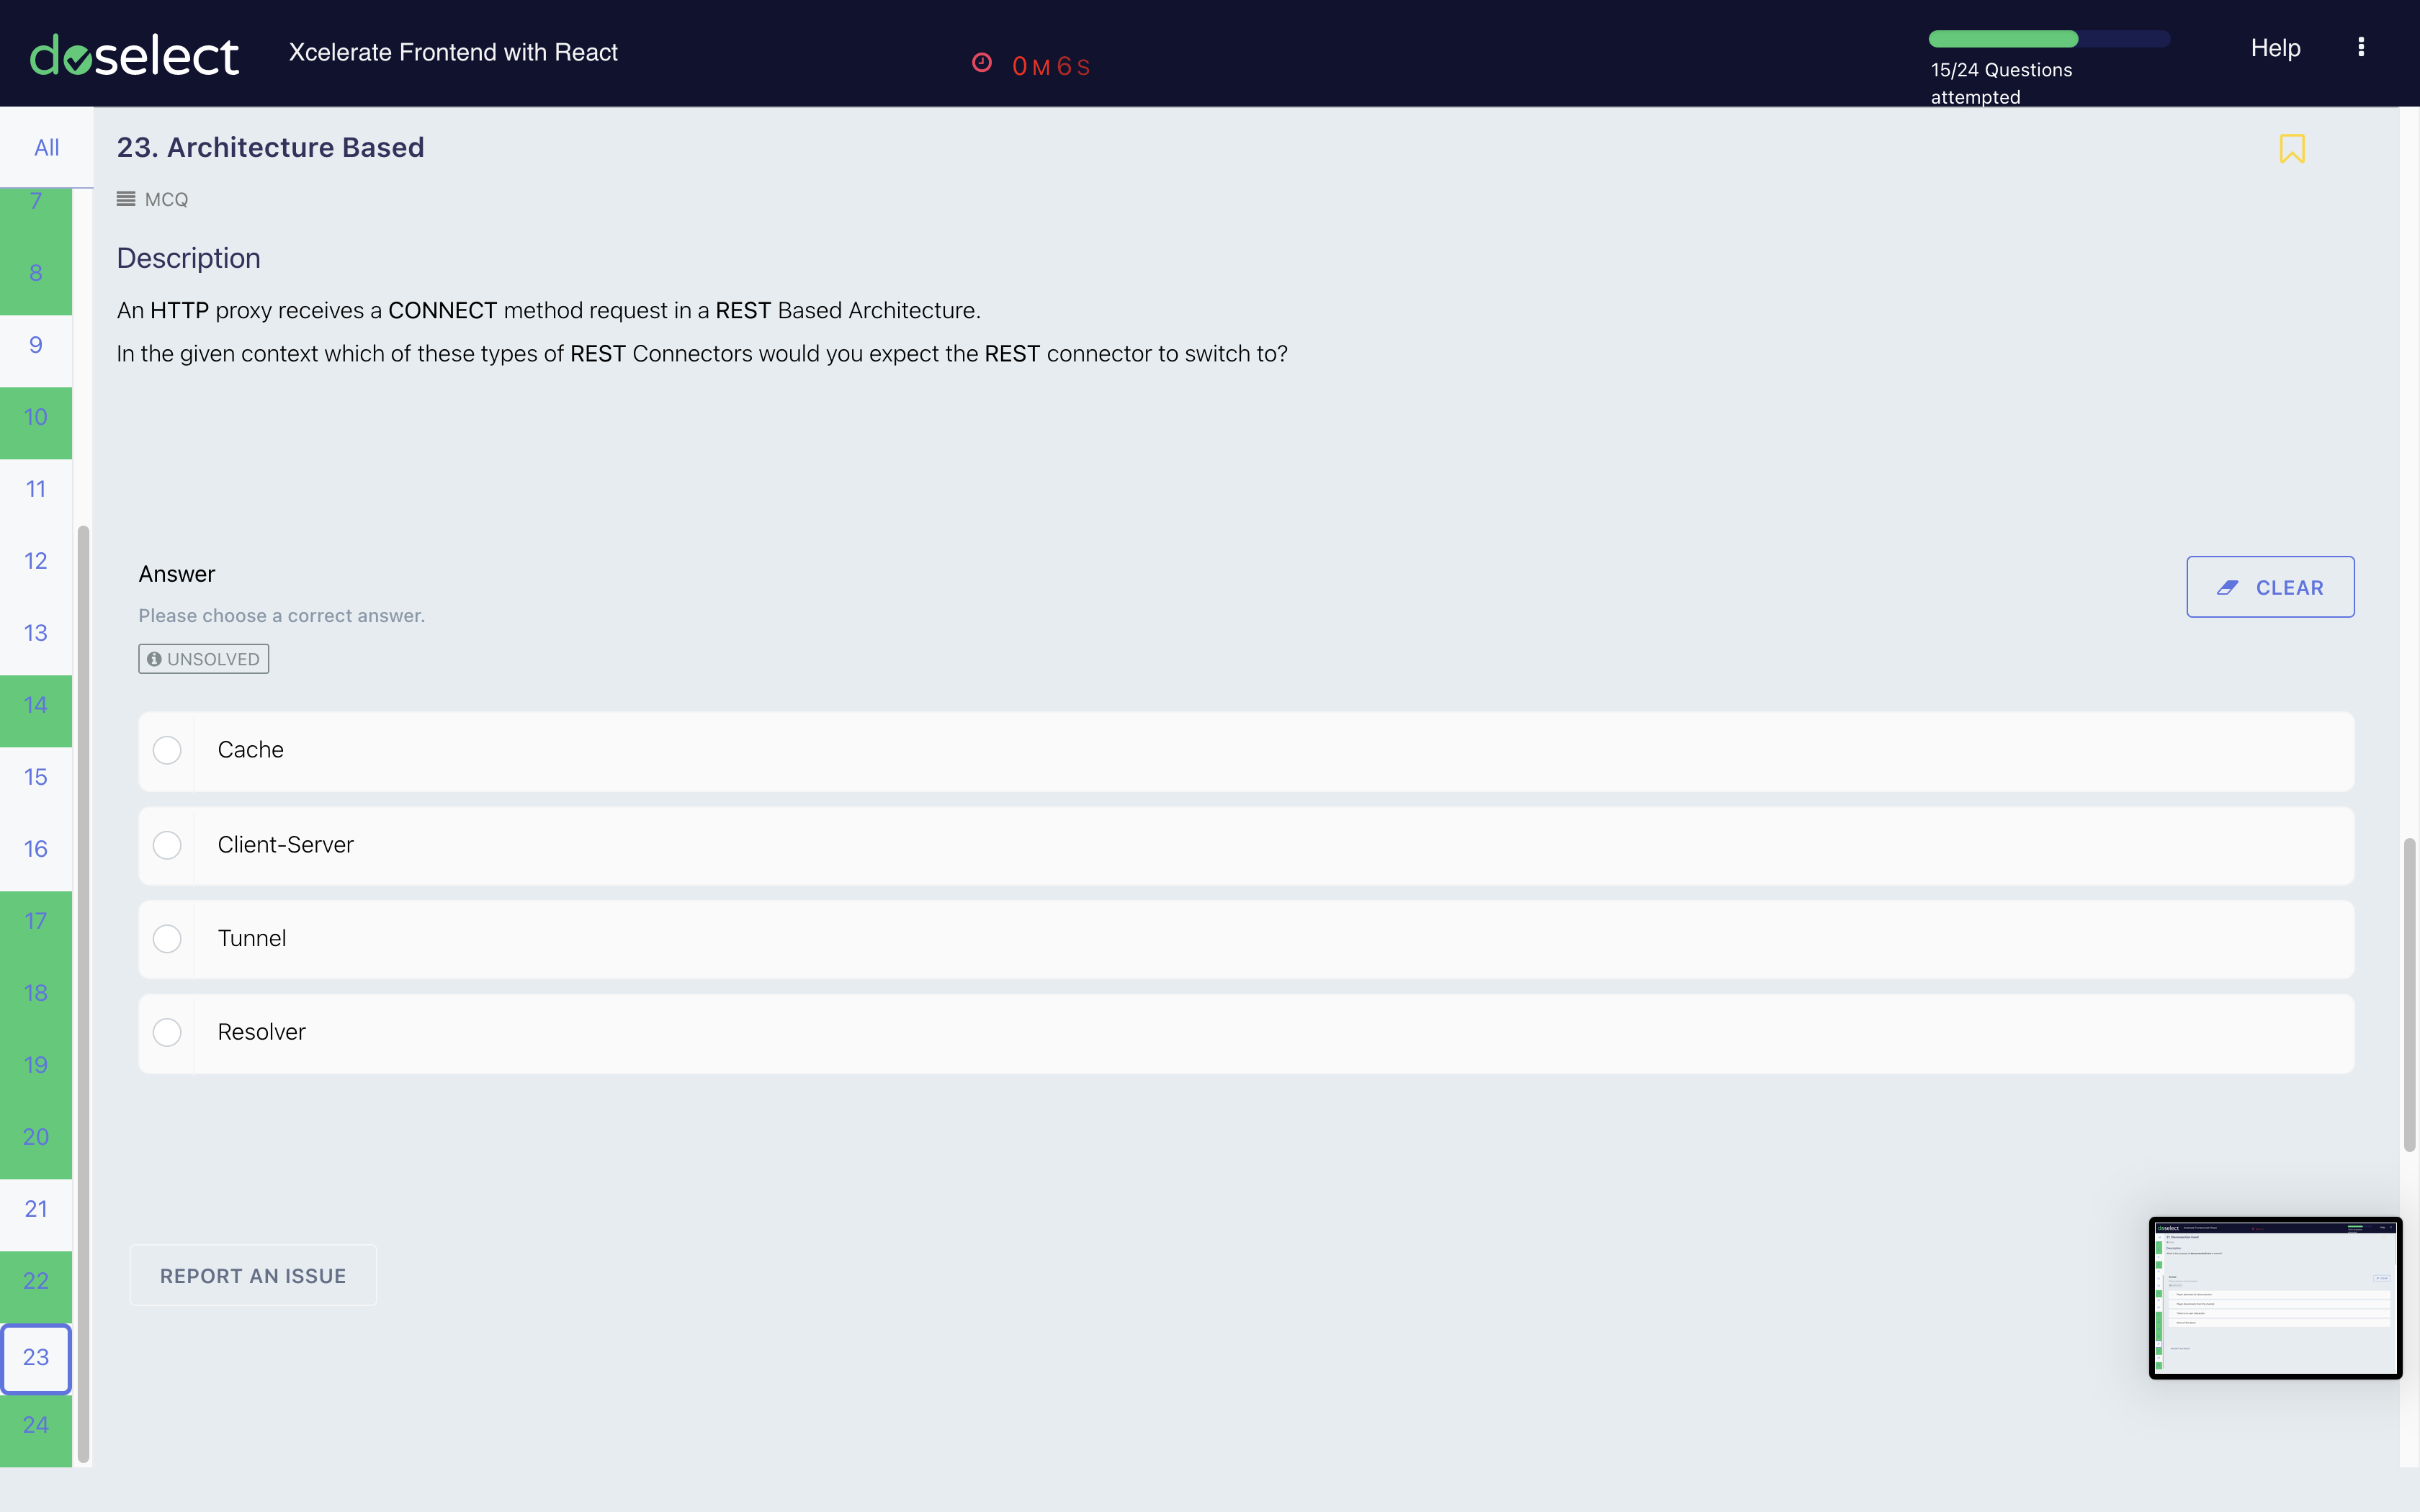 doselect
Xcelerate Frontend with React
0 M 6 S
15/24 Questions
attempted
Help
All
7
8
9
10
11
12
13
14
15
16
17
18
19
20
21
22
23
24
23. Architecture Based
MCQ
Description
An HTTP proxy receives a CONNECT method request in a REST Based Architecture.
In the given context which of these types of REST Connectors would you expect the REST connector to switch to?
Answer
Please choose a correct answer.
UNSOLVED
CLEAR
Cache
Client-Server
Tunnel
Resolver
REPORT AN ISSUE
doselect